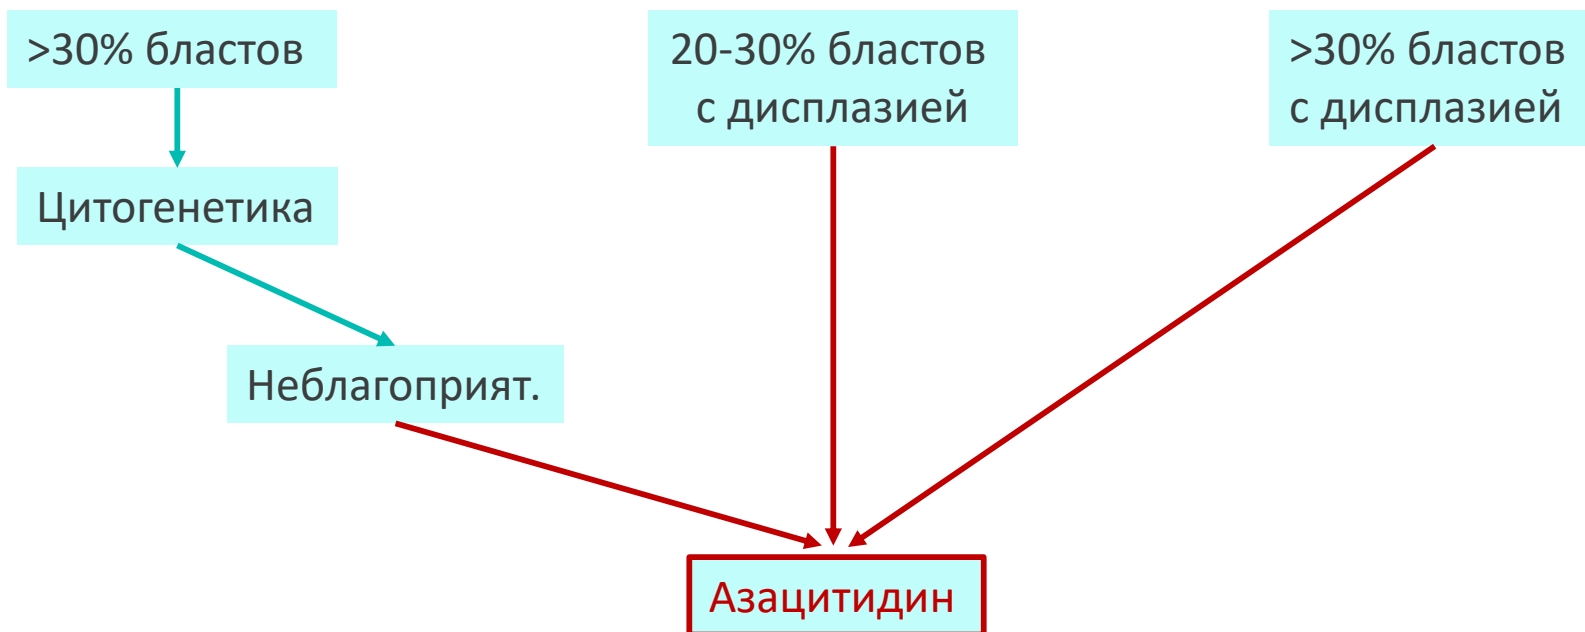 >30% бластов
20-30% бластов
с дисплазией
>30% бластов
с дисплазией
Цитогенетика
Неблагоприят.
Азацитидин